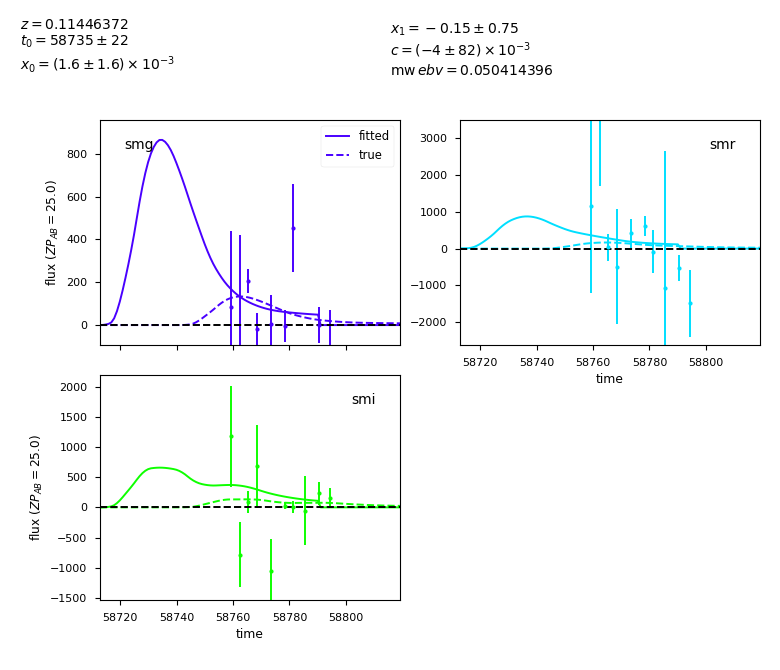 z = 0.11446372
t₀ = 58735 ± 22
x₀ = (1.6 ± 1.6) × 10⁻³
x₁ = −0.15 ± 0.75
c = (−4 ± 82) × 10⁻³
mw ebv = 0.050414396
smg
fitted
true
800
600
400
200
0
flux (ZP_AB = 25.0)
smr
3000
2000
1000
0
−1000
−2000
58720 58740 58760 58780 58800
time
smi
2000
1500
1000
500
0
−500
−1000
−1500
flux (ZP_AB = 25.0)
58720 58740 58760 58780 58800
time